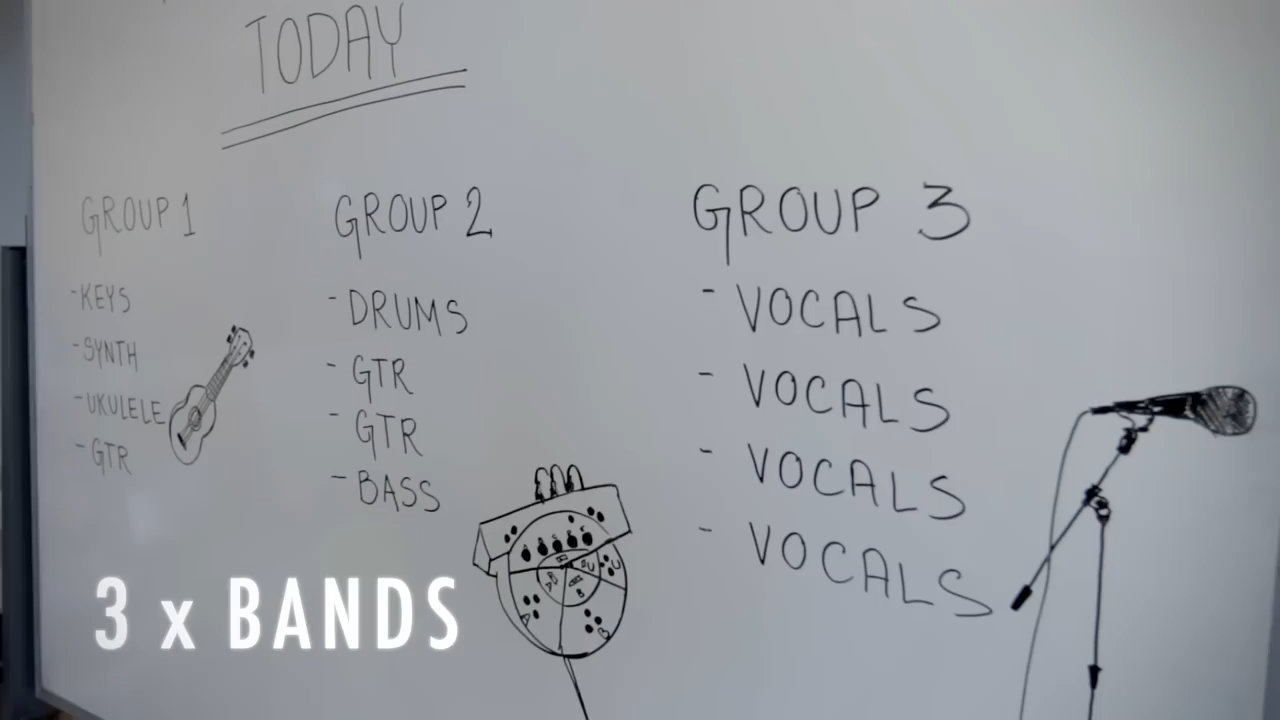 TODAY
GROUP 1
-KEYS
-SYNTH
-UKULELE
-GTR
GROUP 2
-DRUMS
-GTR
-GTR
-BASS
GROUP 3
- VOCALS
- VOCALS
- VOCALS
- VOCALS
3 x BANDS